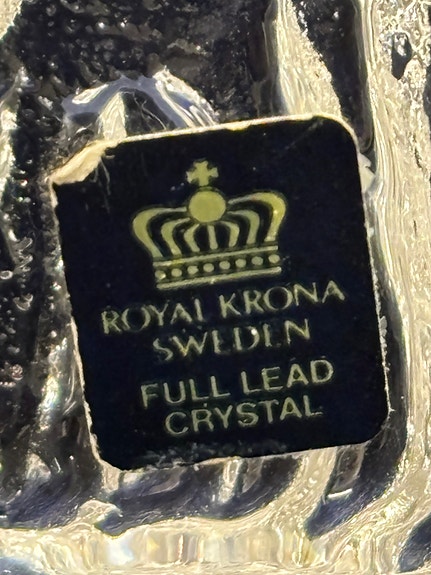 ROYAL KRONA
SWEDEN
FULL LEAD
CRYSTAL